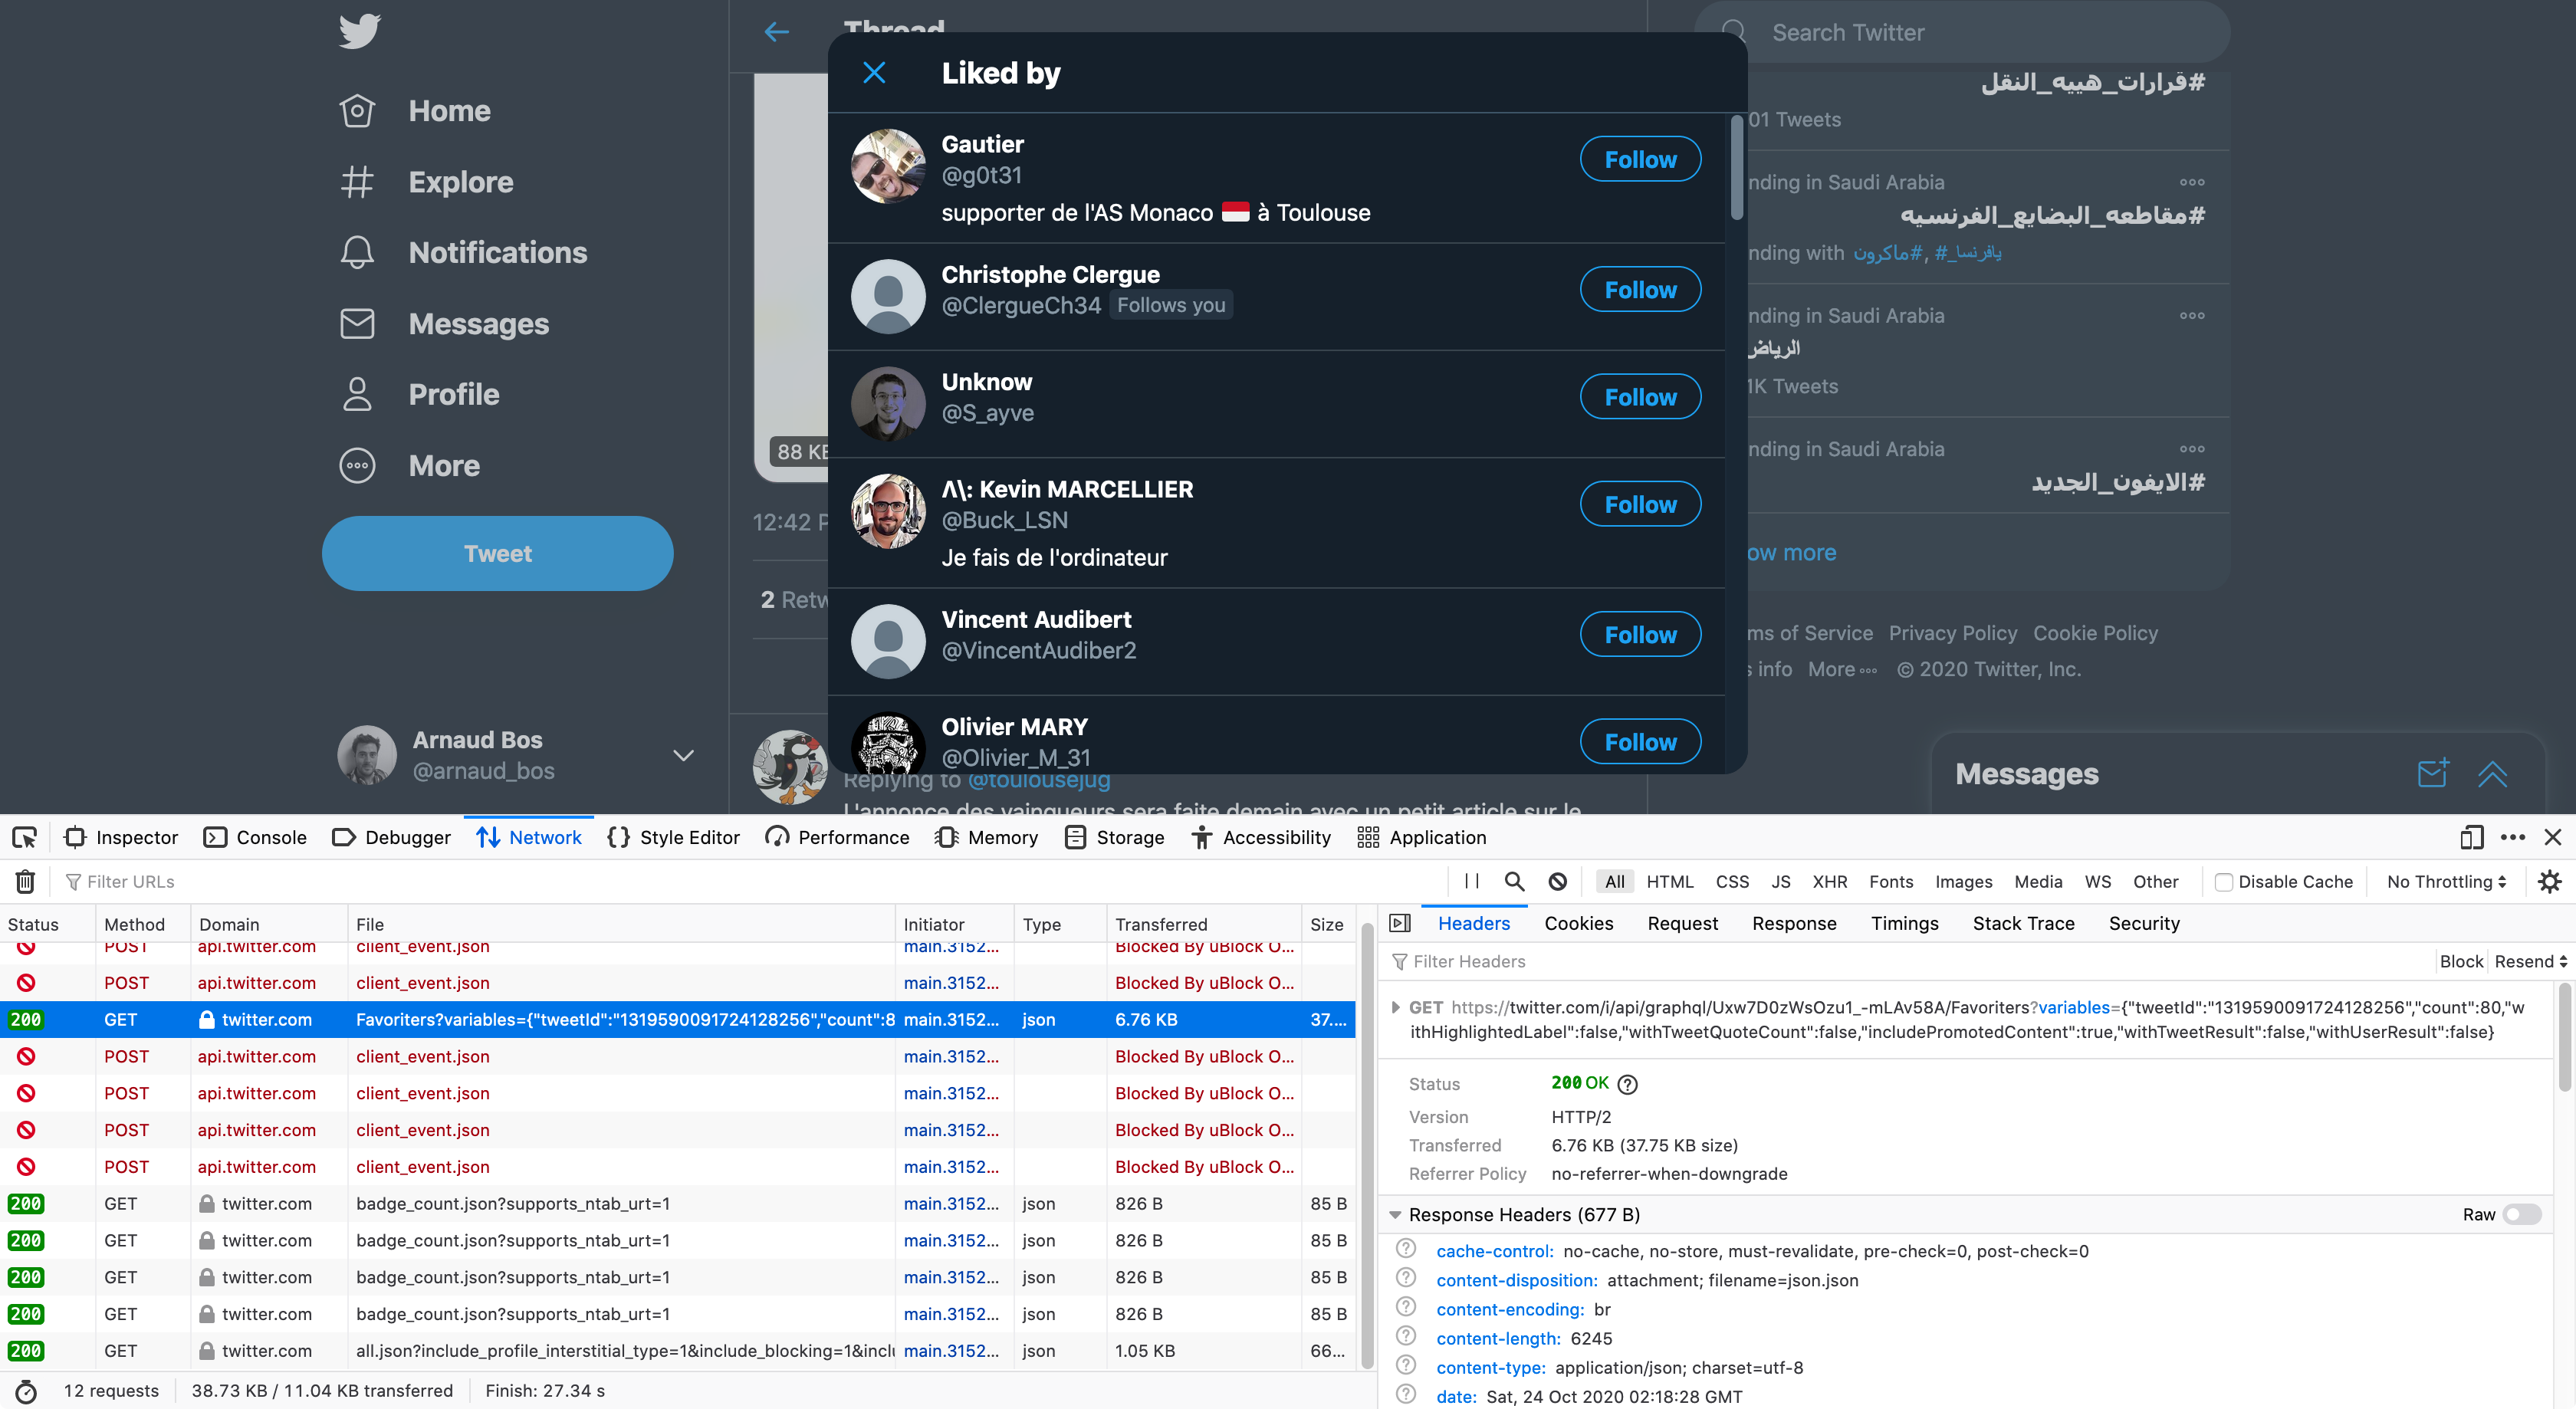 Home
Explore
Notifications
Messages
Profile
More
Tweet
Arnaud Bos
@arnaud_bos
Thread
88 KB
12:42 P
2 Retw
Replying to @toulousejug
L'annonce des vainqueurs sera faite demain avec un petit article sur le
Liked by
Gautier
@g0t31
supporter de l'AS Monaco 🇮🇩 à Toulouse
Follow
Christophe Clergue
@ClergueCh34 Follows you
Follow
Unknow
@S_ayve
Follow
Λ\: Kevin MARCELLIER
@Buck_LSN
Je fais de l'ordinateur
Follow
Vincent Audibert
@VincentAudiber2
Follow
Olivier MARY
@Olivier_M_31
Follow
Search Twitter
#قرارات_هييه_النقل
01 Tweets
nding in Saudi Arabia
#مقاطعه_البضايع_الفرنسيه
nding with #ماكرون, #_يافرنسا
nding in Saudi Arabia
الرياض
1K Tweets
nding in Saudi Arabia
#الايفون_الجديد
ow more
ms of Service Privacy Policy Cookie Policy
s info More © 2020 Twitter, Inc.
Messages
Inspector Console Debugger Network Style Editor Performance Memory Storage Accessibility Application
Filter URLs
All HTML CSS JS XHR Fonts Images Media WS Other Disable Cache No Throttling
Status Method Domain File Initiator Type Transferred Size
POST api.twitter.com client_event.json main.3152... Blocked By uBlock O...
POST api.twitter.com client_event.json main.3152... Blocked By uBlock O...
200 GET twitter.com Favoriters?variables={"tweetId":"1319590091724128256","count":8 main.3152... json 6.76 KB 37....
POST api.twitter.com client_event.json main.3152... Blocked By uBlock O...
POST api.twitter.com client_event.json main.3152... Blocked By uBlock O...
POST api.twitter.com client_event.json main.3152... Blocked By uBlock O...
POST api.twitter.com client_event.json main.3152... Blocked By uBlock O...
200 GET twitter.com badge_count.json?supports_ntab_urt=1 main.3152... json 826 B 85 B
200 GET twitter.com badge_count.json?supports_ntab_urt=1 main.3152... json 826 B 85 B
200 GET twitter.com badge_count.json?supports_ntab_urt=1 main.3152... json 826 B 85 B
200 GET twitter.com badge_count.json?supports_ntab_urt=1 main.3152... json 826 B 85 B
200 GET twitter.com all.json?include_profile_interstitial_type=1&include_blocking=1&inclu main.3152... json 1.05 KB 66...
12 requests 38.73 KB / 11.04 KB transferred Finish: 27.34 s
Headers Cookies Request Response Timings Stack Trace Security
Filter Headers Block Resend
GET https://twitter.com/i/api/graphql/Uxw7D0zWsOzu1_-mLAv58A/Favoriters?variables={"tweetId":"1319590091724128256","count":80,"w
ithHighlightedLabel":false,"withTweetQuoteCount":false,"includePromotedContent":true,"withTweetResult":false,"withUserResult":false}
Status 200 OK
Version HTTP/2
Transferred 6.76 KB (37.75 KB size)
Referrer Policy no-referrer-when-downgrade
Response Headers (677 B) Raw
cache-control: no-cache, no-store, must-revalidate, pre-check=0, post-check=0
content-disposition: attachment; filename=json.json
content-encoding: br
content-length: 6245
content-type: application/json; charset=utf-8
date: Sat, 24 Oct 2020 02:18:28 GMT